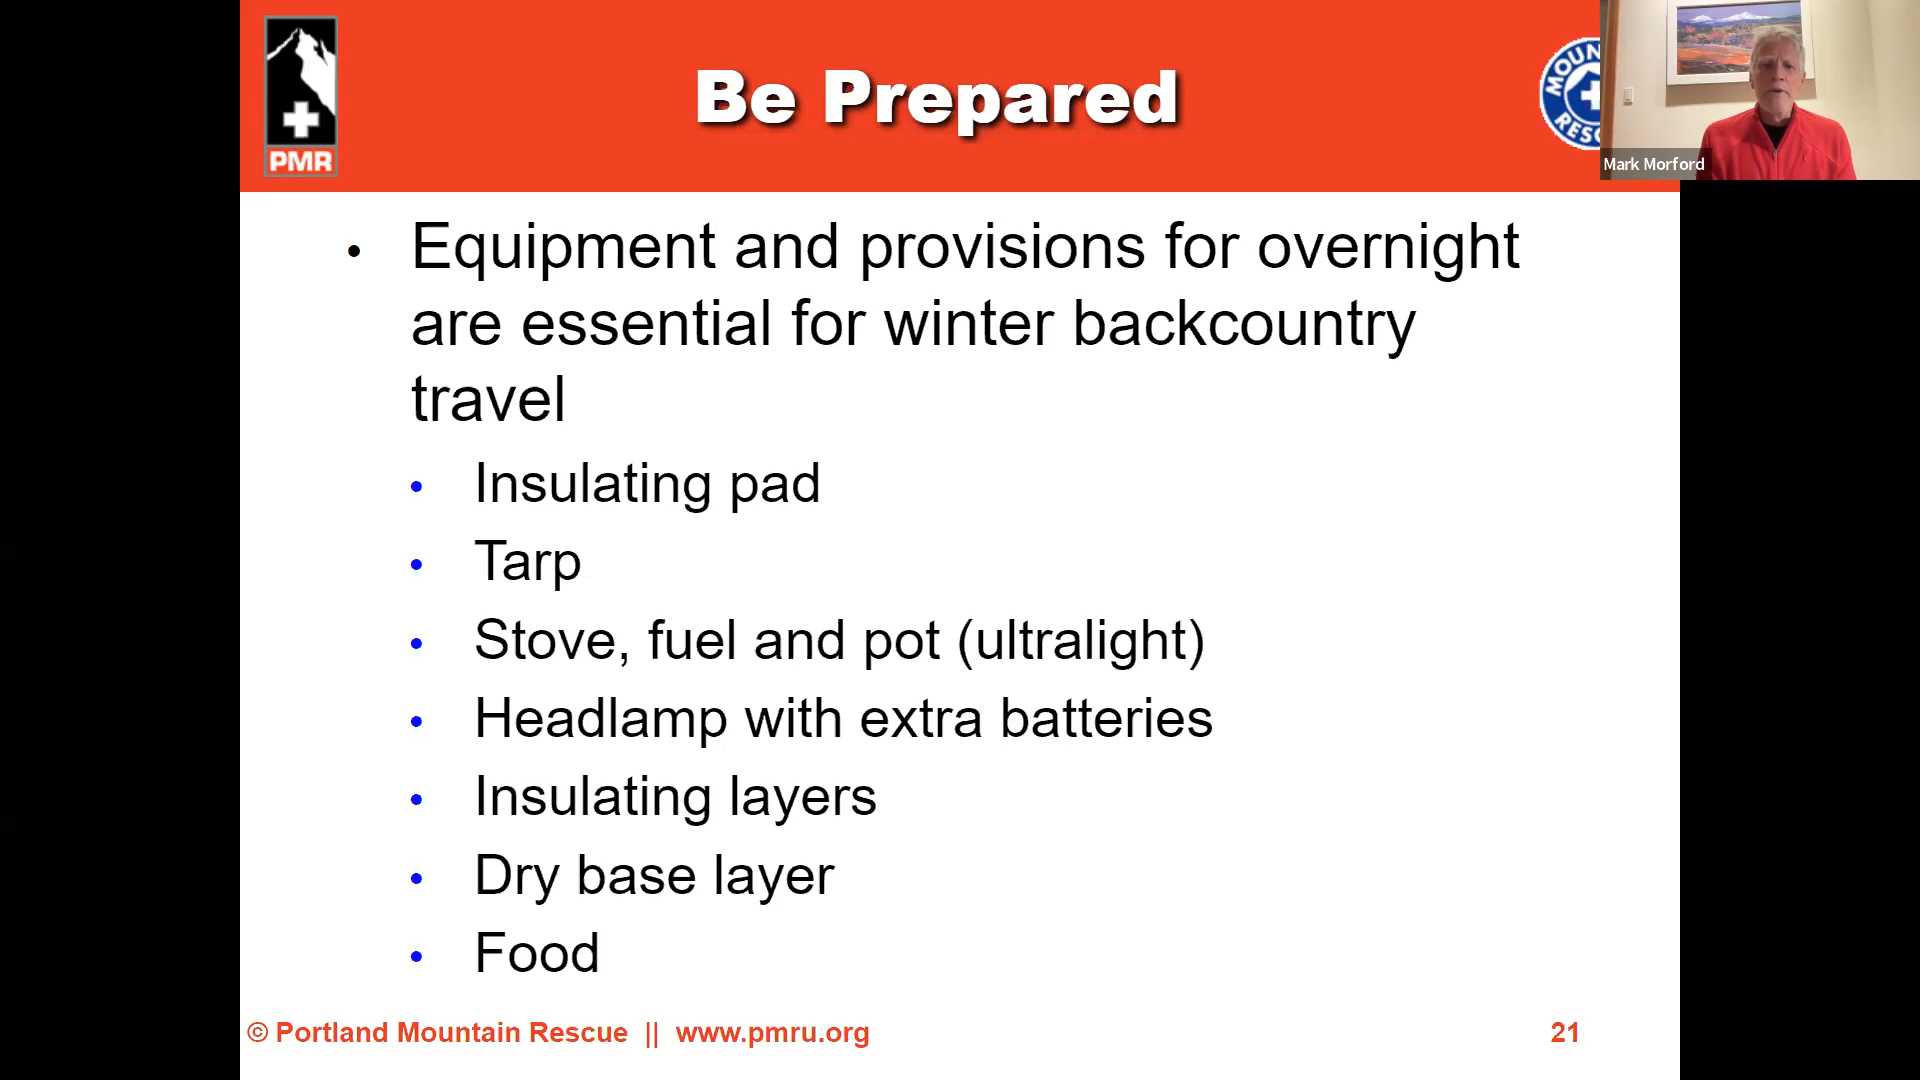 PMR
Be Prepared
MOUN
RESC
Mark Morford
• Equipment and provisions for overnight
are essential for winter backcountry
travel
• Insulating pad
• Tarp
• Stove, fuel and pot (ultralight)
• Headlamp with extra batteries
• Insulating layers
• Dry base layer
• Food
© Portland Mountain Rescue || www.pmru.org
21